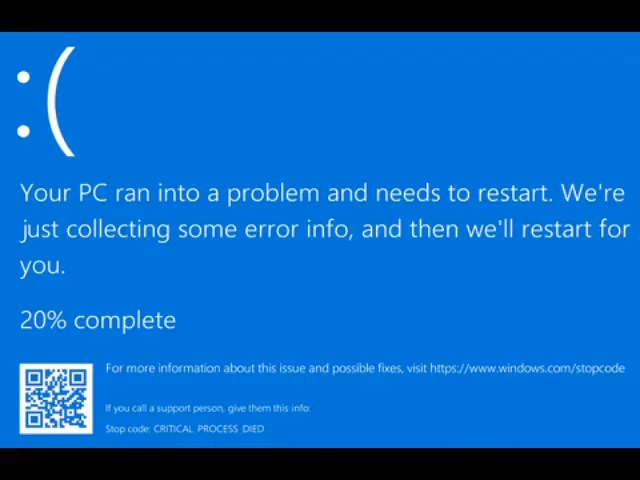 :(
Your PC ran into a problem and needs to restart. We're
just collecting some error info, and then we'll restart for
you.
20% complete
For more information about this issue and possible fixes, visit https://www.windows.com/stopcode
If you call a support person, give them this info:
Stop code: CRITICAL_PROCESS_DIED